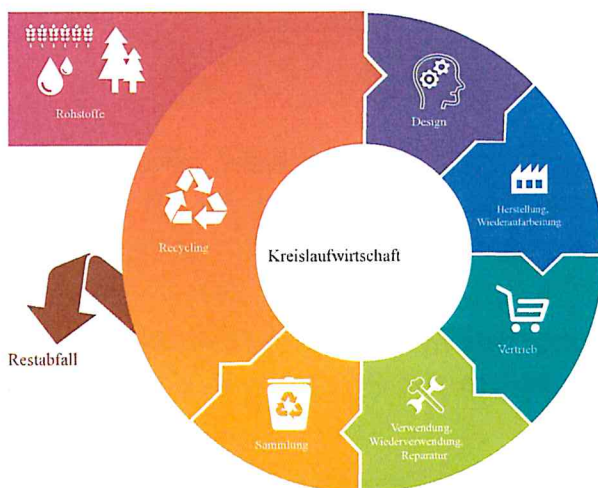 Rohstoffe
Design
Herstellung,
Wiederaufarbeitung
Recycling
Kreislaufwirtschaft
Vertrieb
Restabfall
Sammlung
Verwendung,
Wiederverwendung,
Reparatur